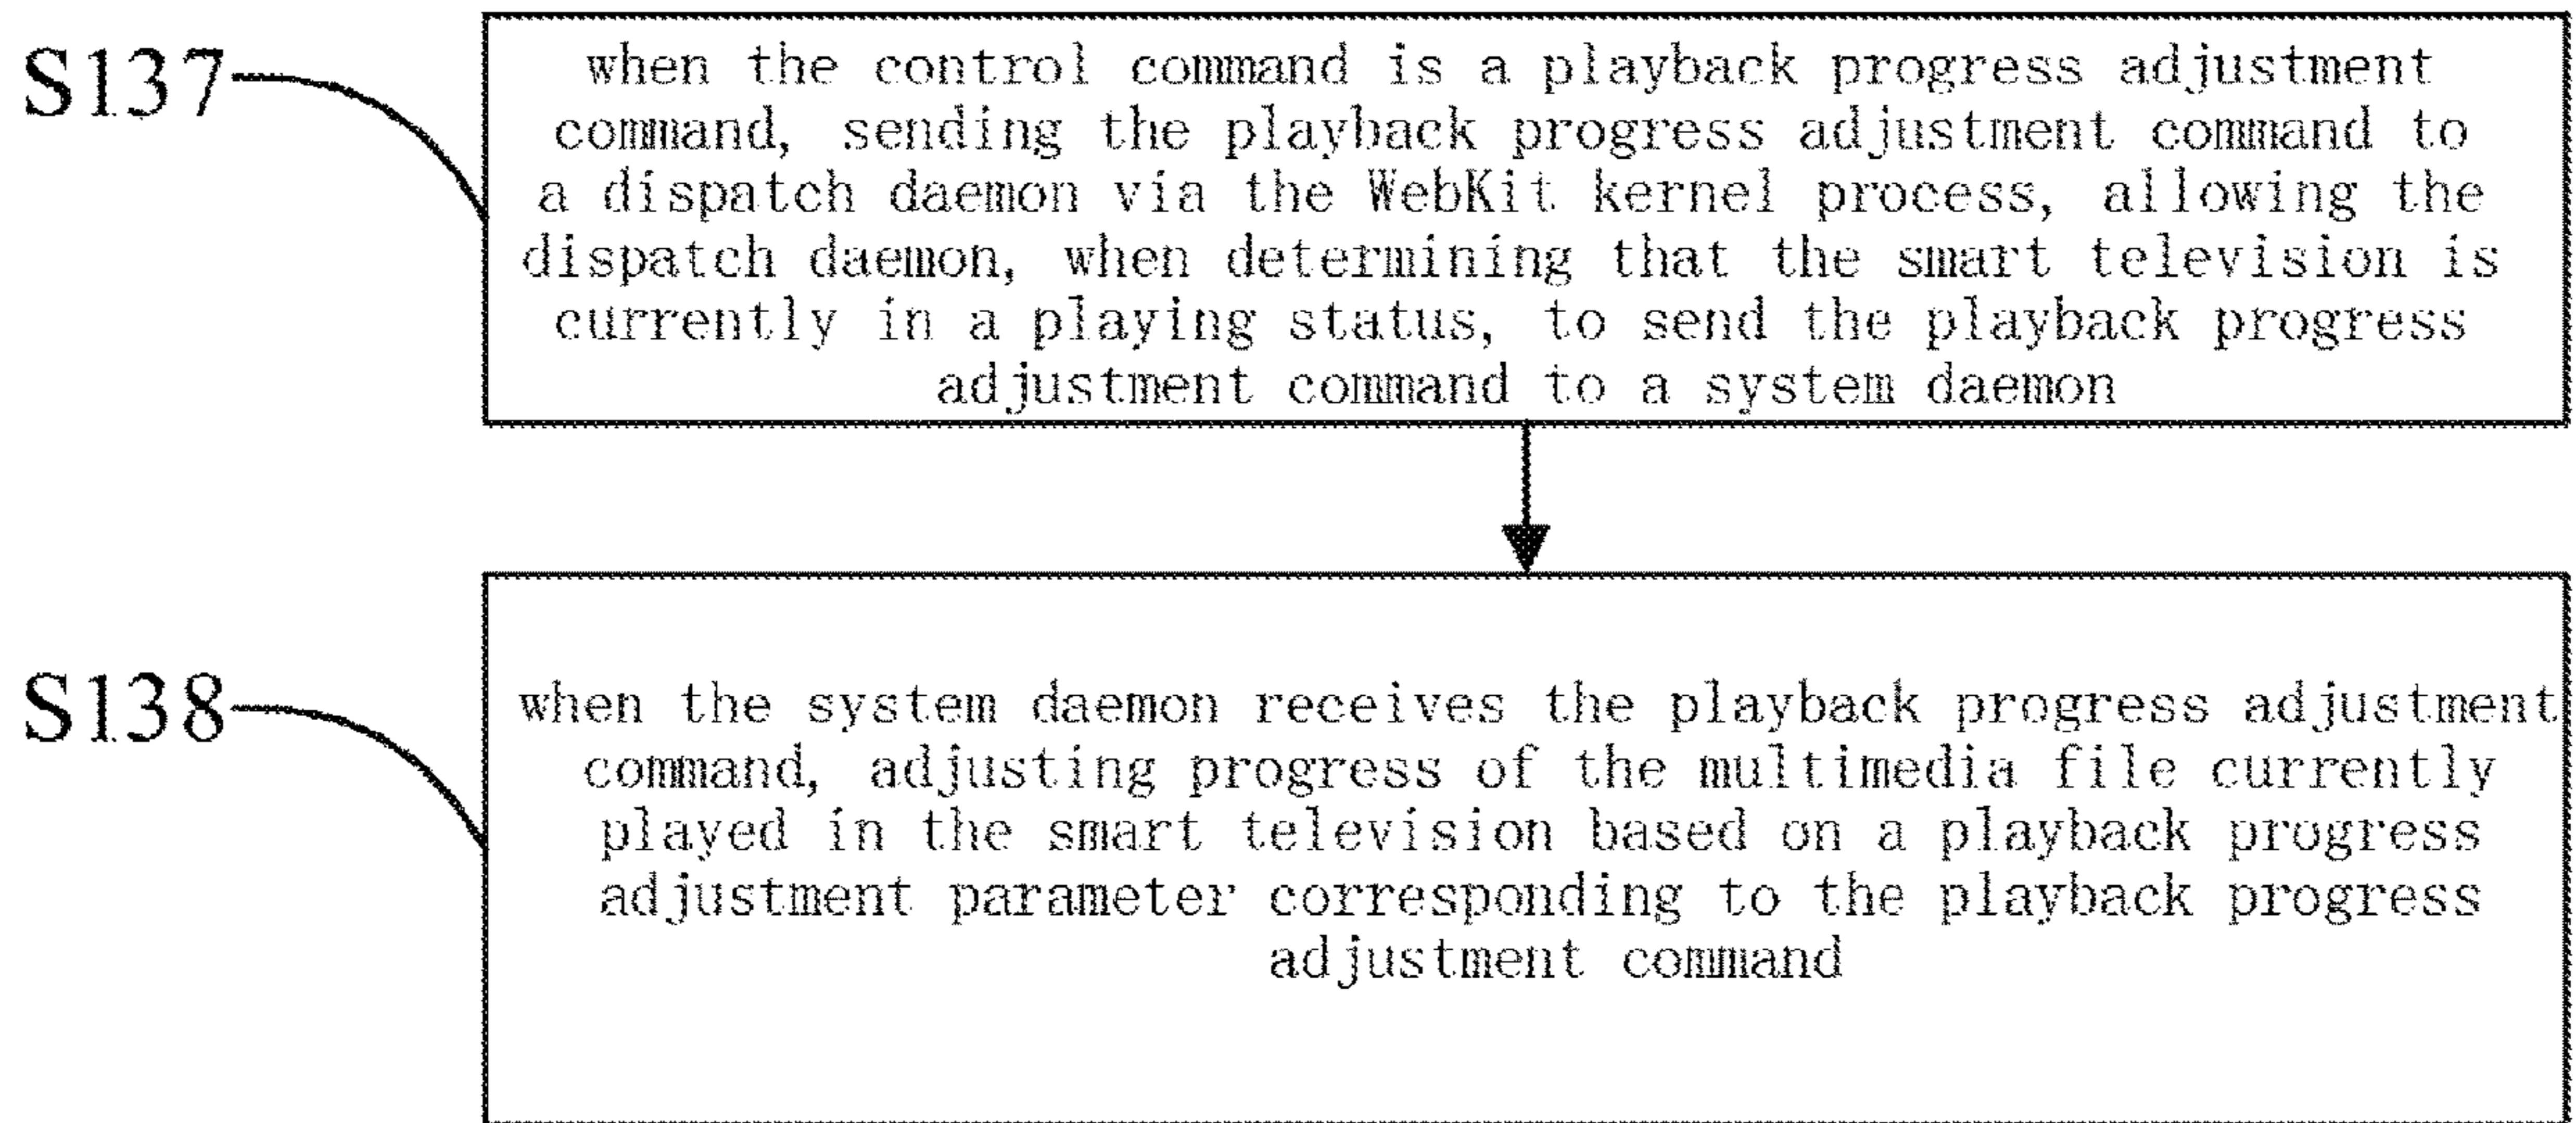 S137
when the control command is a playback progress adjustment
command, sending the playback progress adjustment command to
a dispatch daemon via the WebKit kernel process, allowing the
dispatch daemon, when determining that the smart television is
currently in a playing status, to send the playback progress
adjustment command to a system daemon
S138
when the system daemon receives the playback progress adjustment
command, adjusting progress of the multimedia file currently
played in the smart television based on a playback progress
adjustment parameter corresponding to the playback progress
adjustment command